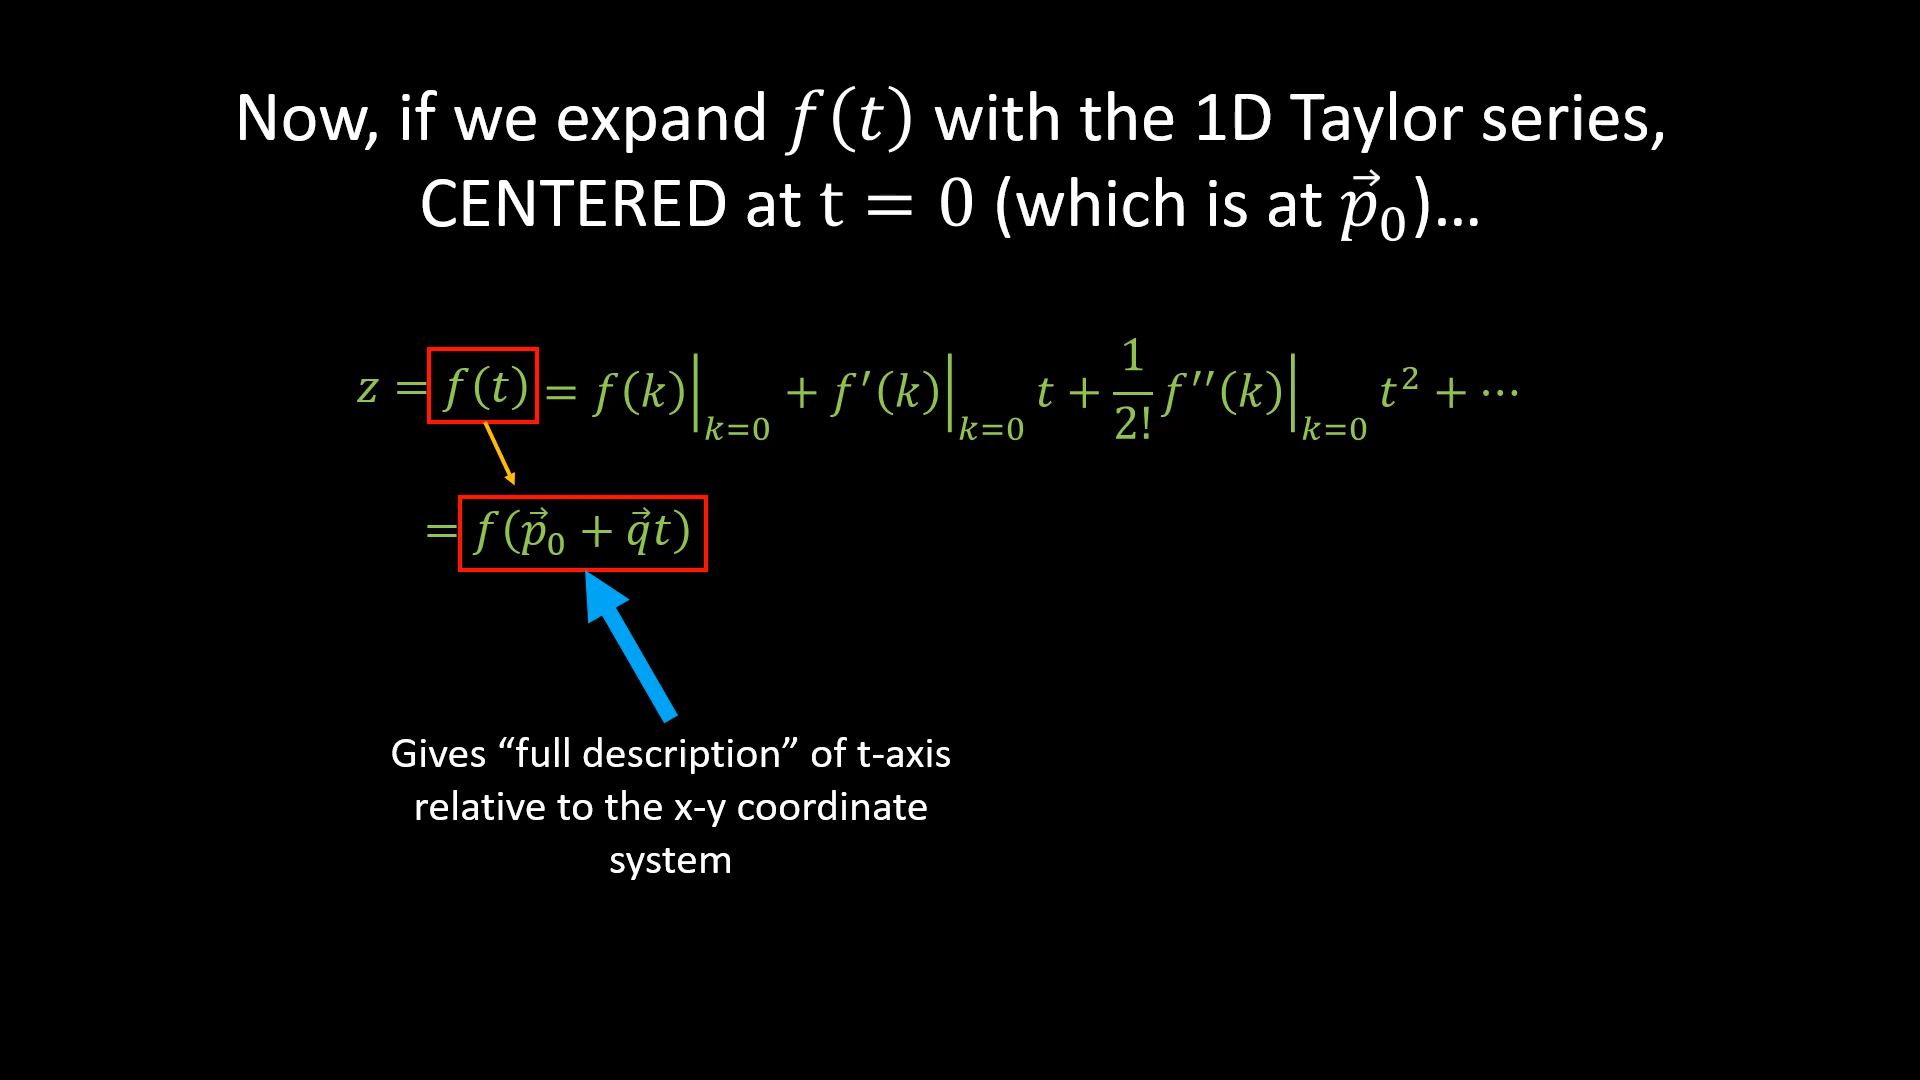 Now, if we expand f(t) with the 1D Taylor series,
CENTERED at t = 0 (which is at p⃗₀)...
z = f(t) = f(k)|ₖ₌₀ + f′(k)|ₖ₌₀ t + 1/2! f′′(k)|ₖ₌₀ t² + ⋯
= f(p⃗₀ + q⃗t)
Gives “full description” of t-axis
relative to the x-y coordinate
system